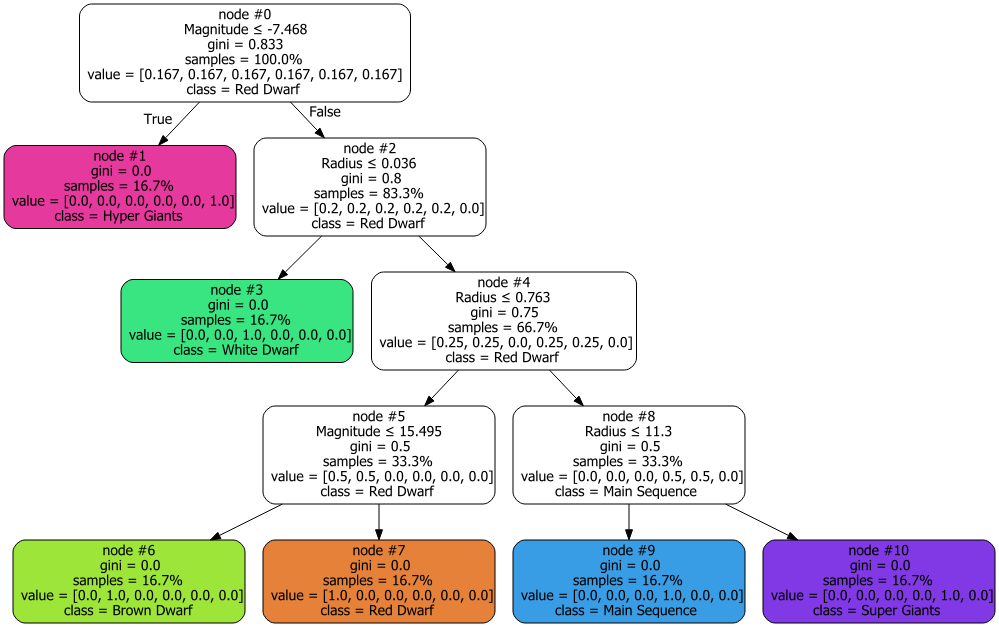 node #0
Magnitude ≤ -7.468
gini = 0.833
samples = 100.0%
value = [0.167, 0.167, 0.167, 0.167, 0.167, 0.167]
class = Red Dwarf
True
False
node #1
gini = 0.0
samples = 16.7%
value = [0.0, 0.0, 0.0, 0.0, 0.0, 1.0]
class = Hyper Giants
node #2
Radius ≤ 0.036
gini = 0.8
samples = 83.3%
value = [0.2, 0.2, 0.2, 0.2, 0.2, 0.0]
class = Red Dwarf
node #3
gini = 0.0
samples = 16.7%
value = [0.0, 0.0, 1.0, 0.0, 0.0, 0.0]
class = White Dwarf
node #4
Radius ≤ 0.763
gini = 0.75
samples = 66.7%
value = [0.25, 0.25, 0.0, 0.25, 0.25, 0.0]
class = Red Dwarf
node #5
Magnitude ≤ 15.495
gini = 0.5
samples = 33.3%
value = [0.5, 0.5, 0.0, 0.0, 0.0, 0.0]
class = Red Dwarf
node #8
Radius ≤ 11.3
gini = 0.5
samples = 33.3%
value = [0.0, 0.0, 0.0, 0.5, 0.5, 0.0]
class = Main Sequence
node #6
gini = 0.0
samples = 16.7%
value = [0.0, 1.0, 0.0, 0.0, 0.0, 0.0]
class = Brown Dwarf
node #7
gini = 0.0
samples = 16.7%
value = [1.0, 0.0, 0.0, 0.0, 0.0, 0.0]
class = Red Dwarf
node #9
gini = 0.0
samples = 16.7%
value = [0.0, 0.0, 0.0, 1.0, 0.0, 0.0]
class = Main Sequence
node #10
gini = 0.0
samples = 16.7%
value = [0.0, 0.0, 0.0, 0.0, 1.0, 0.0]
class = Super Giants